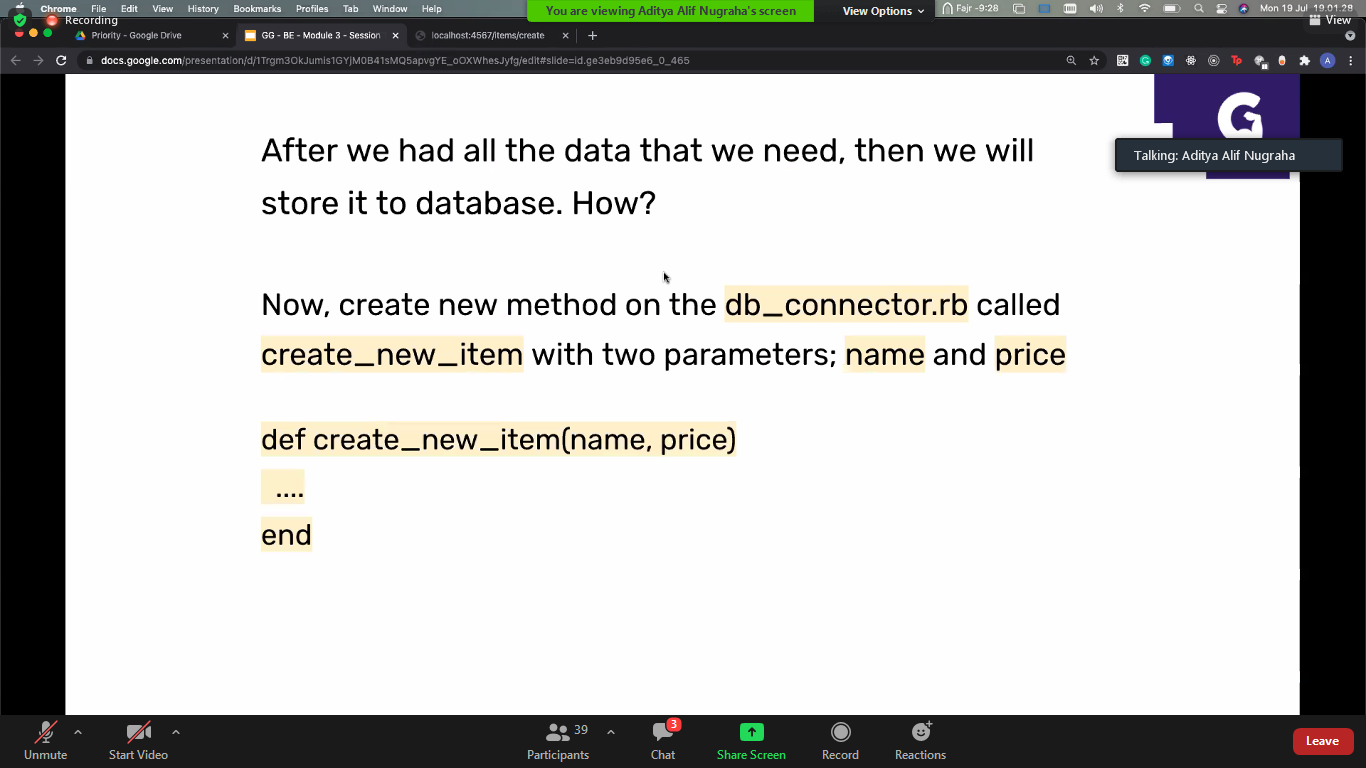 Chrome File Edit View History Bookmarks Profiles Tab Window Help
Recording
You are viewing Aditya Alif Nugraha's screen
View Options
Fajr -9:28
Mon 19 Jul 19.01.28
View
Priority - Google Drive
GG - BE - Module 3 - Session
localhost:4567/items/create
docs.google.com/presentation/d/1Trgm3OkJumis1GYjM0B41sMQ5apvgYE_oOXWhesJyfg/edit#slide=id.ge3eb9d95e6_0_465
Tp
A
G
Talking: Aditya Alif Nugraha
After we had all the data that we need, then we will
store it to database. How?
Now, create new method on the db_connector.rb called
create_new_item with two parameters; name and price
def create_new_item(name, price)
....
end
Unmute
Start Video
39
Participants
3
Chat
Share Screen
Record
Reactions
Leave